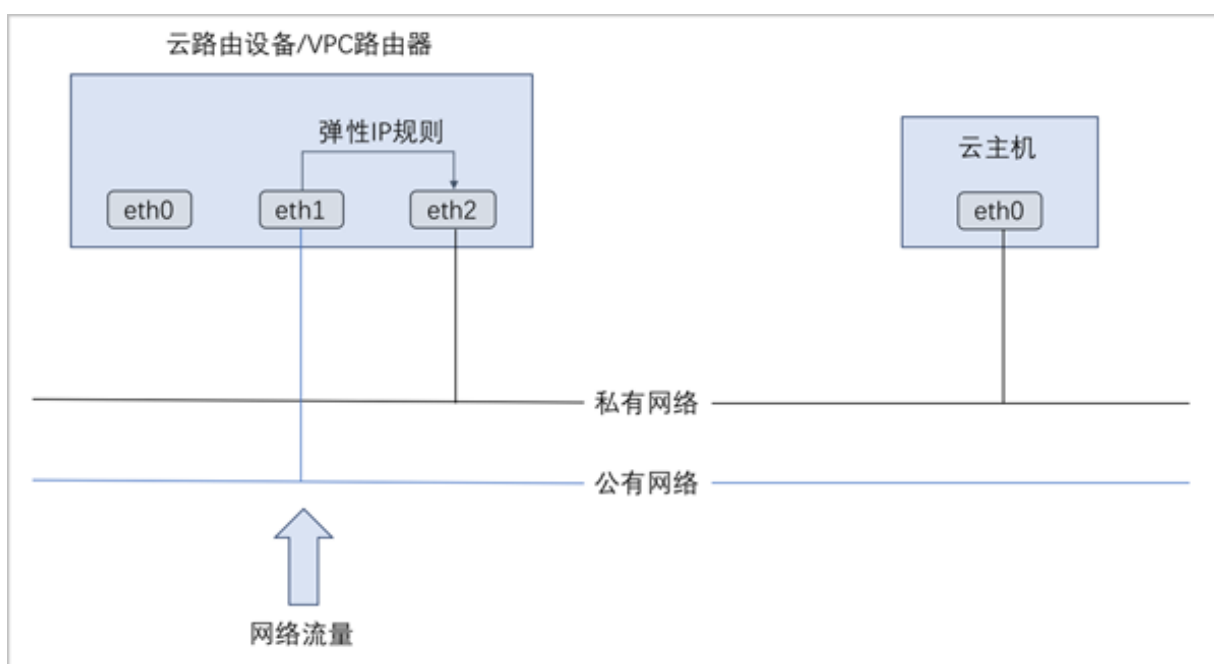 云路由设备/VPC路由器
弹性IP规则
eth0
eth1
eth2
云主机
eth0
私有网络
公有网络
网络流量